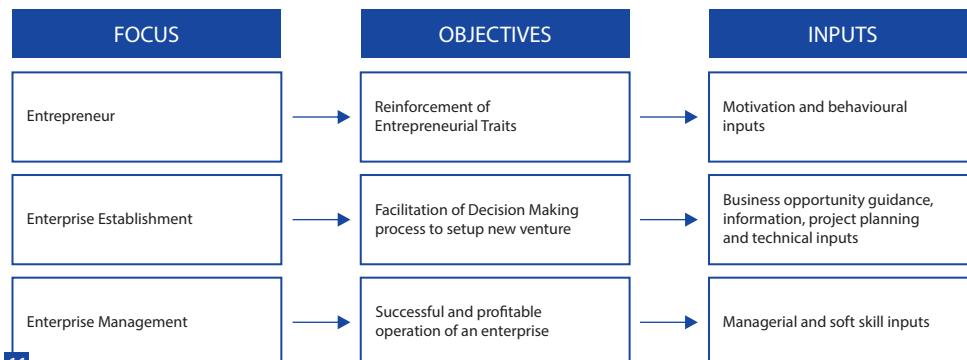 FOCUS
OBJECTIVES
INPUTS
Entrepreneur
Reinforcement of
Entrepreneurial Traits
Motivation and behavioural
inputs
Enterprise Establishment
Facilitation of Decision Making
process to setup new venture
Business opportunity guidance,
information, project planning
and technical inputs
Enterprise Management
Successful and profitable
operation of an enterprise
Managerial and soft skill inputs